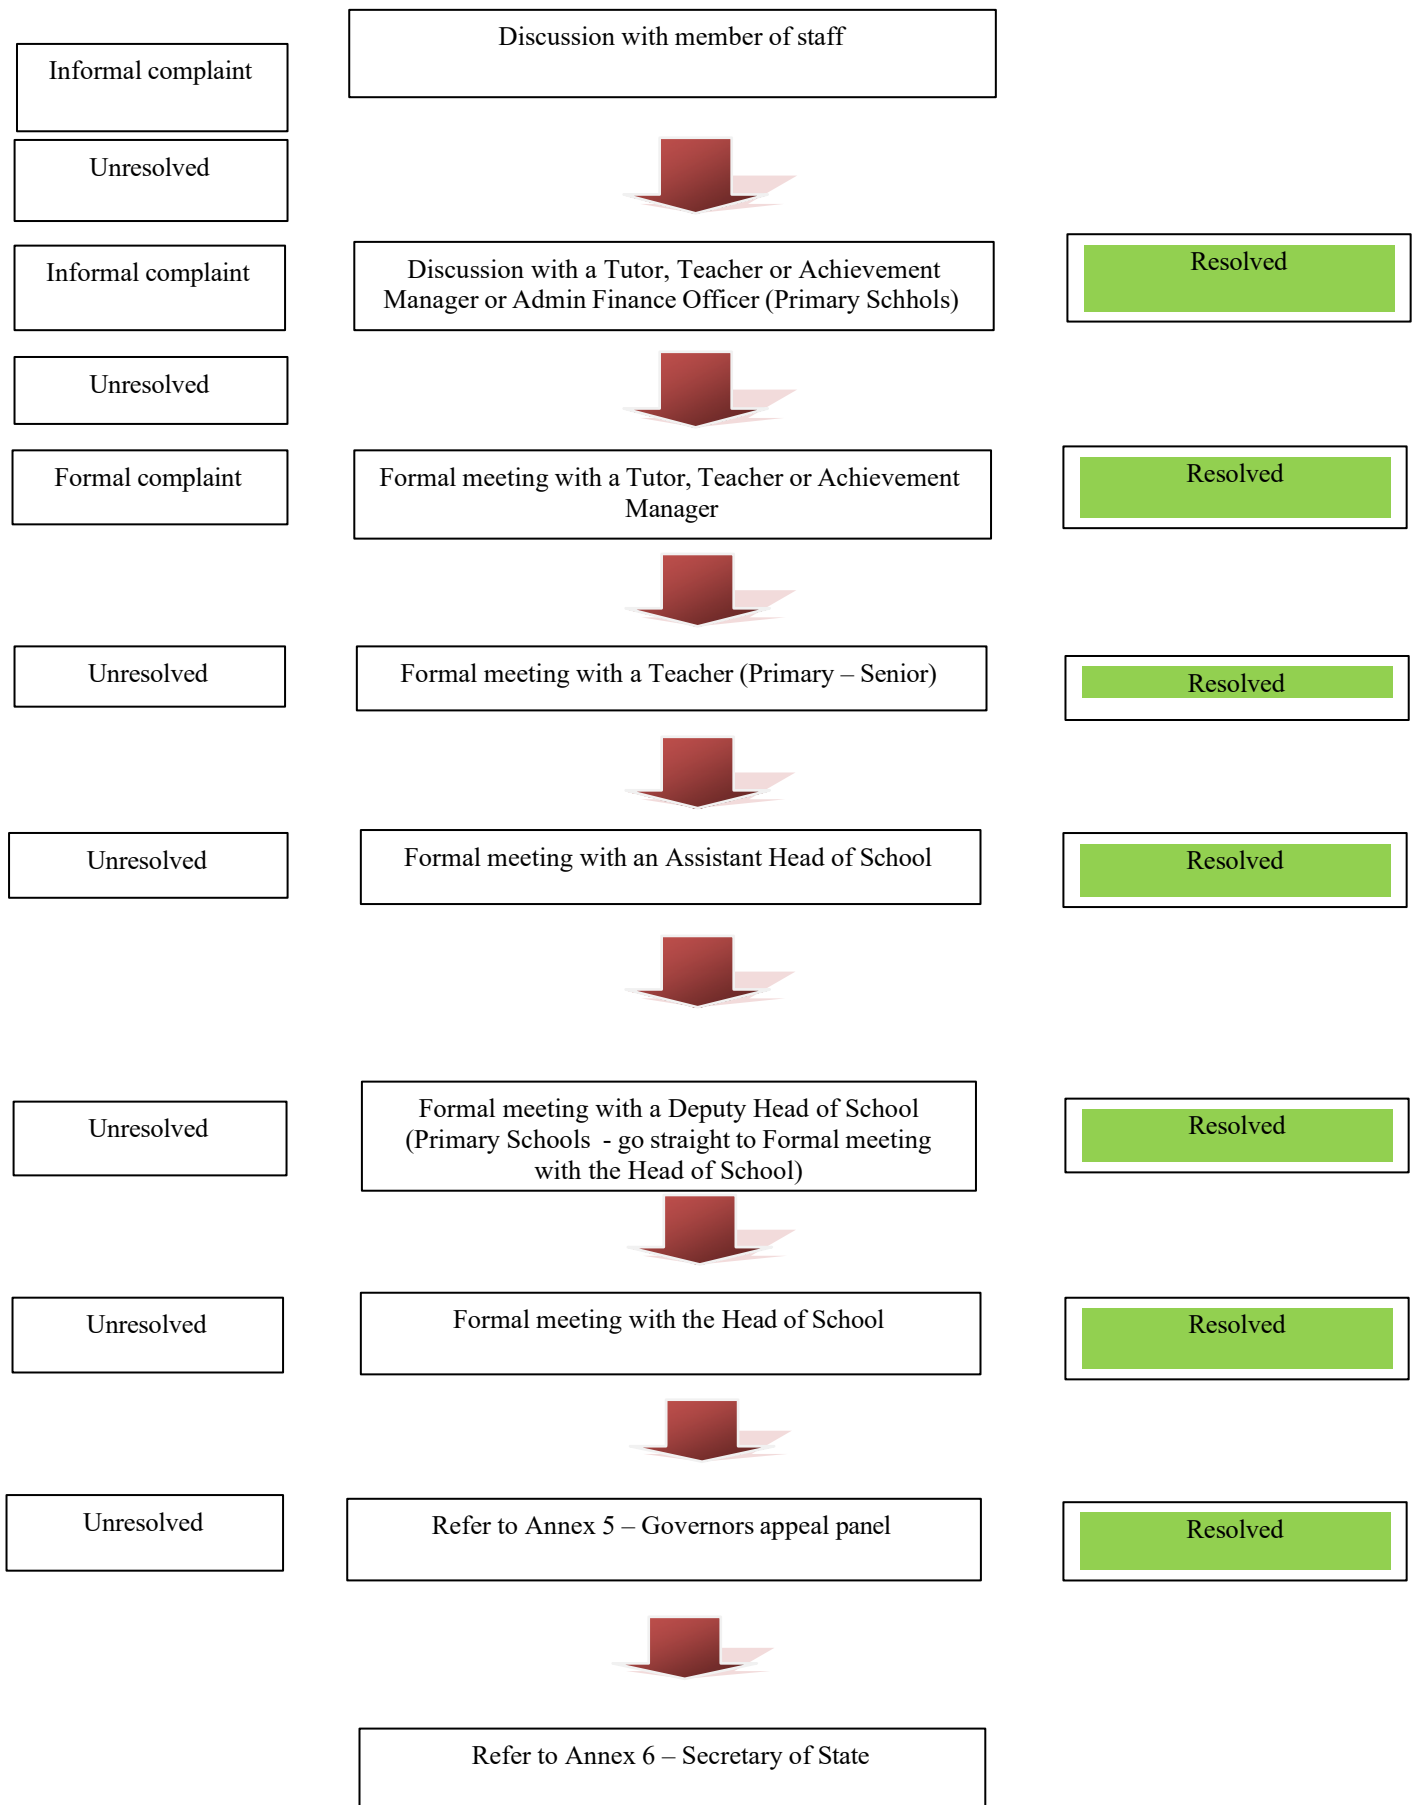 Discussion with member of staff
Informal complaint
Unresolved
Informal complaint
Discussion with a Tutor, Teacher or Achievement
Manager or Admin Finance Officer (Primary Schhols)
Resolved
Unresolved
Formal complaint
Formal meeting with a Tutor, Teacher or Achievement
Manager
Resolved
Unresolved
Formal meeting with a Teacher (Primary – Senior)
Resolved
Unresolved
Formal meeting with an Assistant Head of School
Resolved
Unresolved
Formal meeting with a Deputy Head of School
(Primary Schools  - go straight to Formal meeting
with the Head of School)
Resolved
Unresolved
Formal meeting with the Head of School
Resolved
Unresolved
Refer to Annex 5 – Governors appeal panel
Resolved
Refer to Annex 6 – Secretary of State